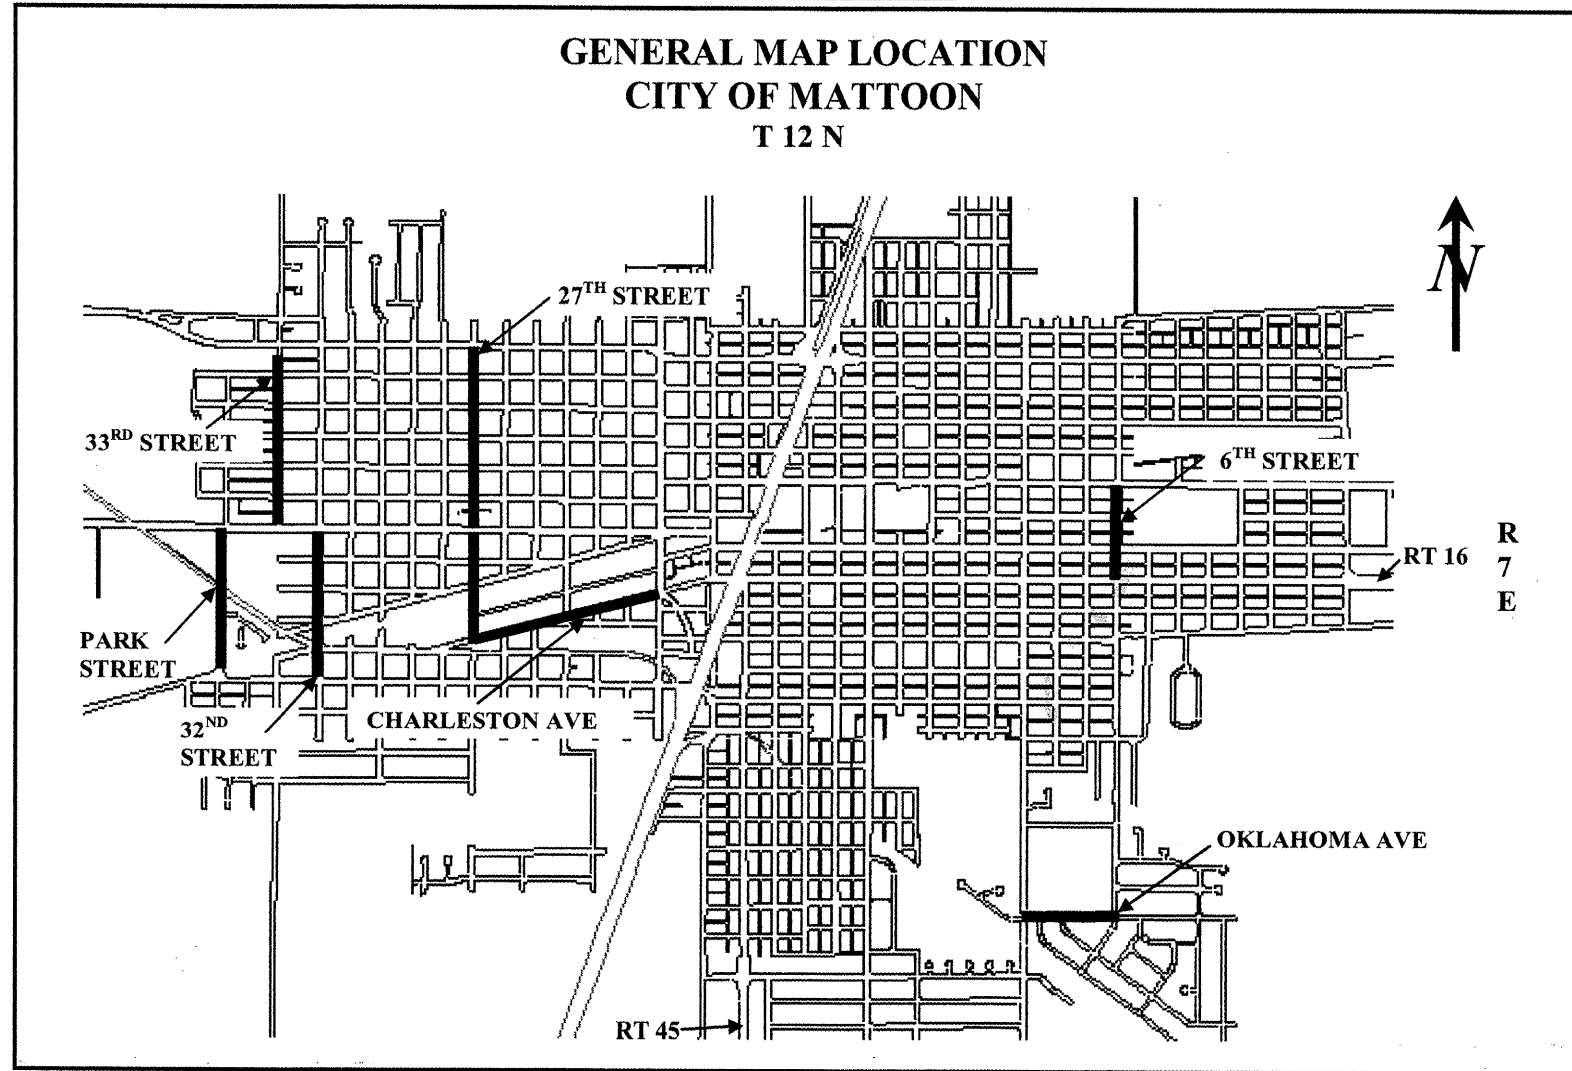 GENERAL MAP LOCATION
CITY OF MATTOON
T 12 N
N
27TH STREET
33RD STREET
6TH STREET
RT 16
R
7
E
PARK
STREET
32ND
STREET
CHARLESTON AVE
OKLAHOMA AVE
RT 45